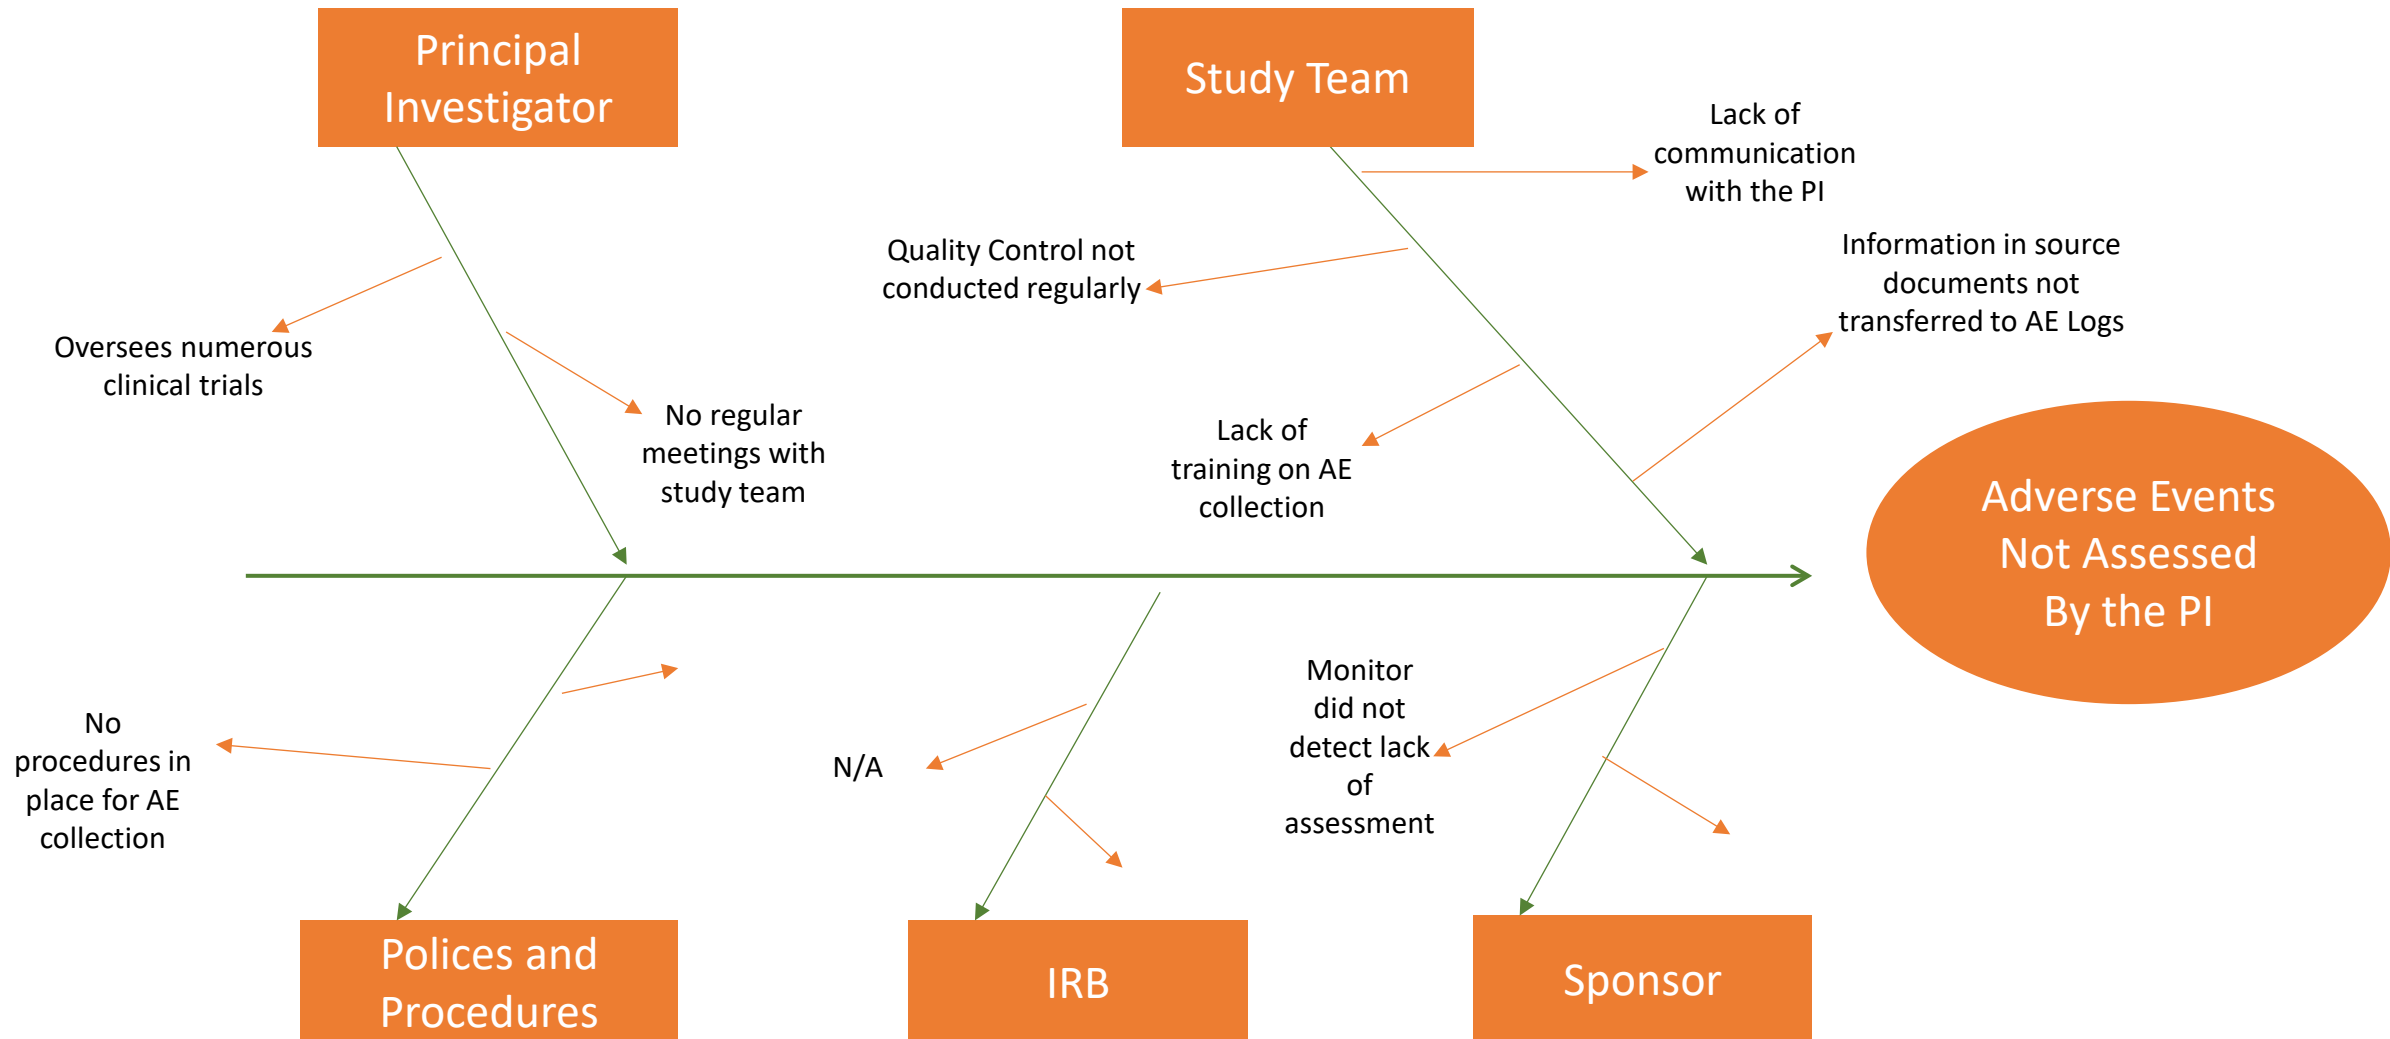 Principal
Investigator
Study Team
Lack of
communication
with the PI
Quality Control not
conducted regularly
Information in source
documents not
transferred to AE Logs
Oversees numerous
clinical trials
No regular
meetings with
study team
Lack of
training on AE
collection
Adverse Events
Not Assessed
By the PI
No
procedures in
place for AE
collection
N/A
Monitor
did not
detect lack
of
assessment
Polices and
Procedures
IRB
Sponsor